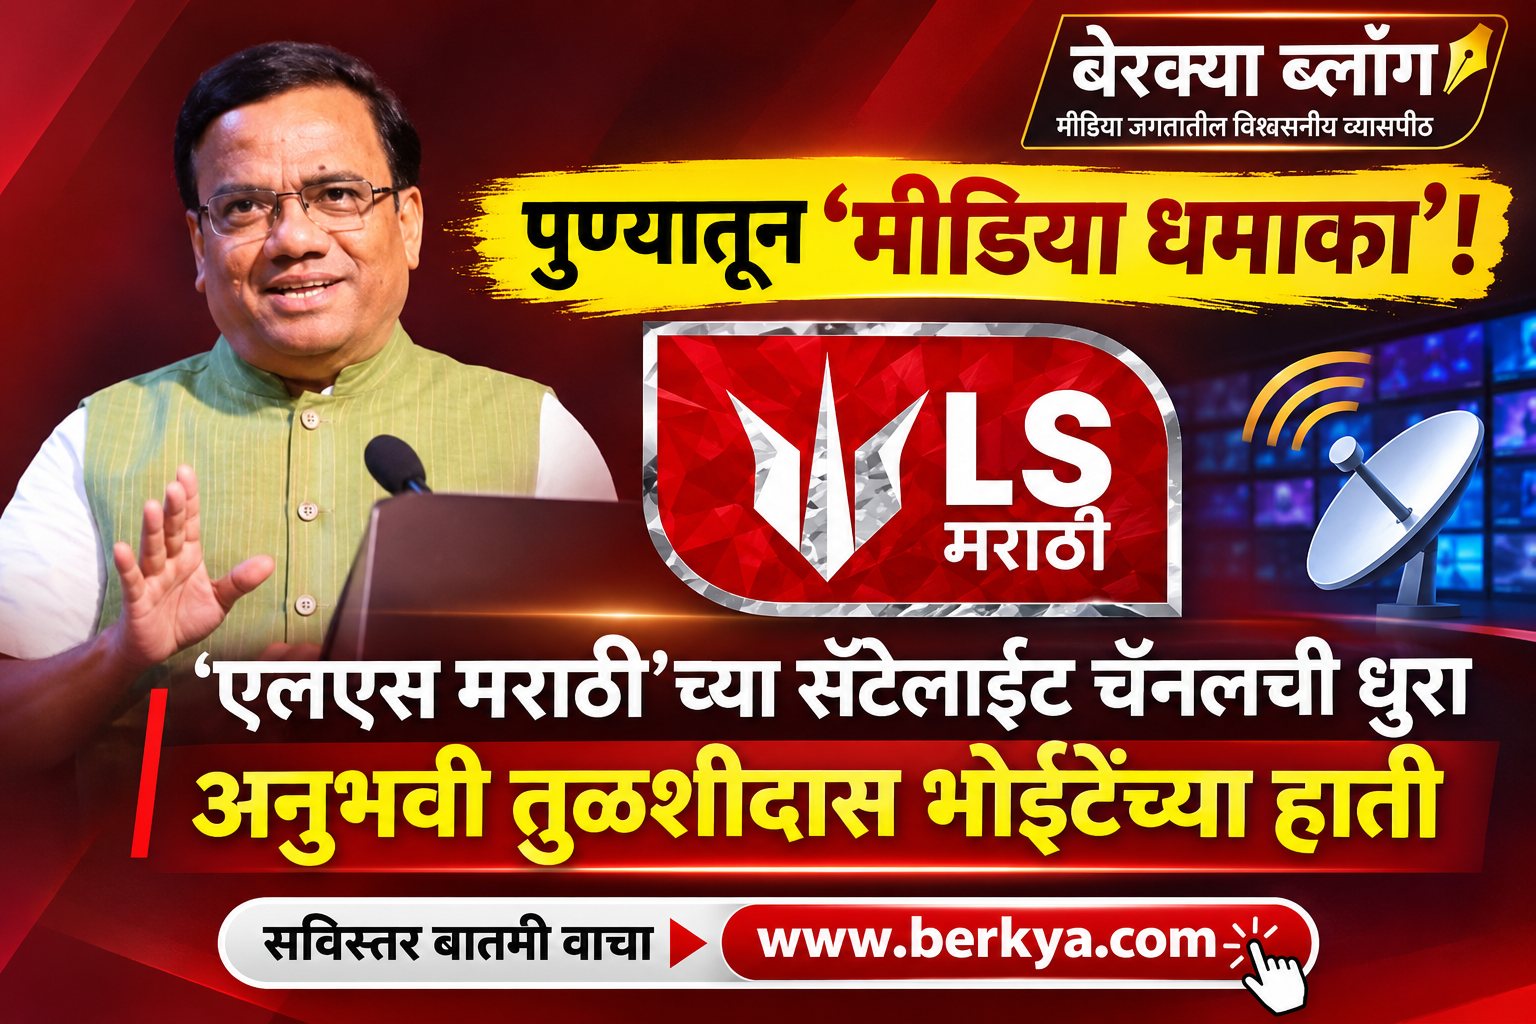 बेरक्या ब्लॉग
मीडिया जगतातील विश्वसनीय व्यासपीठ
पुण्यातून ‘मीडिया धमाका’!
LS
मराठी
‘एलएस मराठी’च्या सॅटेलाईट चॅनलची धुरा
अनुभवी तुळशीदास भोईटेंच्या हाती
सविस्तर बातमी वाचा
www.berkya.com